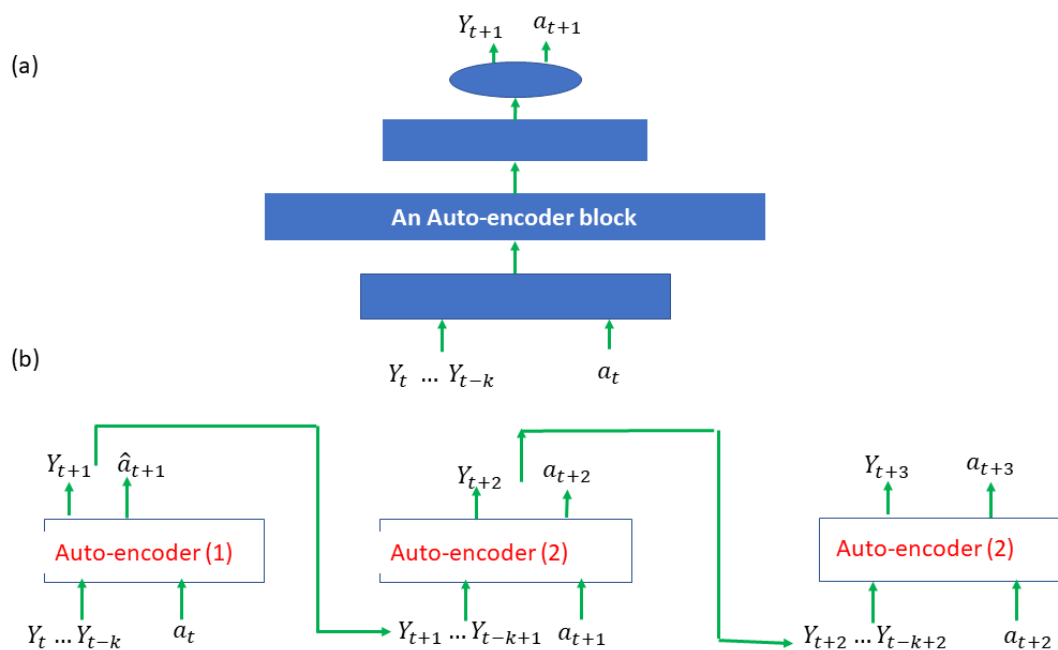 Y_{t+1} a_{t+1}
(a)
An Auto-encoder block
(b)
Y_t … Y_{t−k} a_t
Y_{t+1} â_{t+1} Y_{t+2} a_{t+2} Y_{t+3} a_{t+3}
Auto-encoder (1) Auto-encoder (2) Auto-encoder (2)
Y_t … Y_{t−k} a_t Y_{t+1} … Y_{t−k+1} a_{t+1} Y_{t+2} … Y_{t−k+2} a_{t+2}